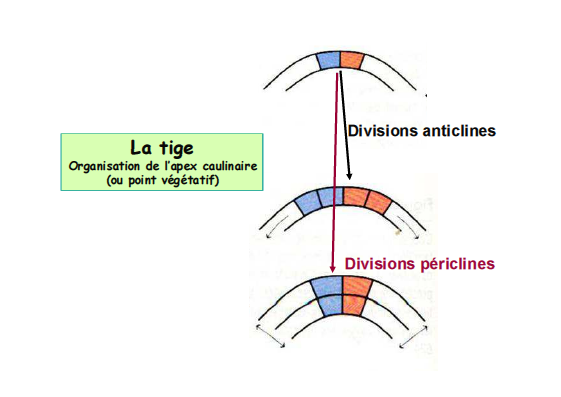 Divisions anticlines
La tige
Organisation de l'apex caulinaire
(ou point végétatif)
Divisions périclines